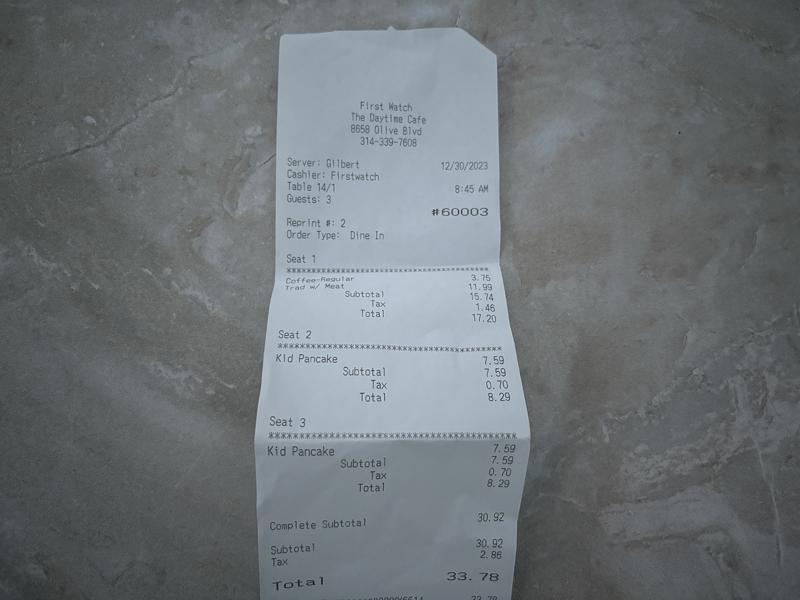 First Watch
The Daytime Cafe
8658 Olive Blvd
314-339-7608
Server: Gilbert 12/30/2023
Cashier: Firstwatch
Table 14/1 8:45 AM
Guests: 3
#60003
Reprint #: 2
Order Type: Dine In
Seat 1
****************************************
Coffee-Regular 3.75
Trad w/ Meat 11.99
Subtotal 15.74
Tax 1.46
Total 17.20
Seat 2
****************************************
Kid Pancake 7.59
Subtotal 7.59
Tax 0.70
Total 8.29
Seat 3
****************************************
Kid Pancake 7.59
Subtotal 7.59
Tax 0.70
Total 8.29
Complete Subtotal 30.92
Subtotal 30.92
Tax 2.86
Total 33.78
33.78